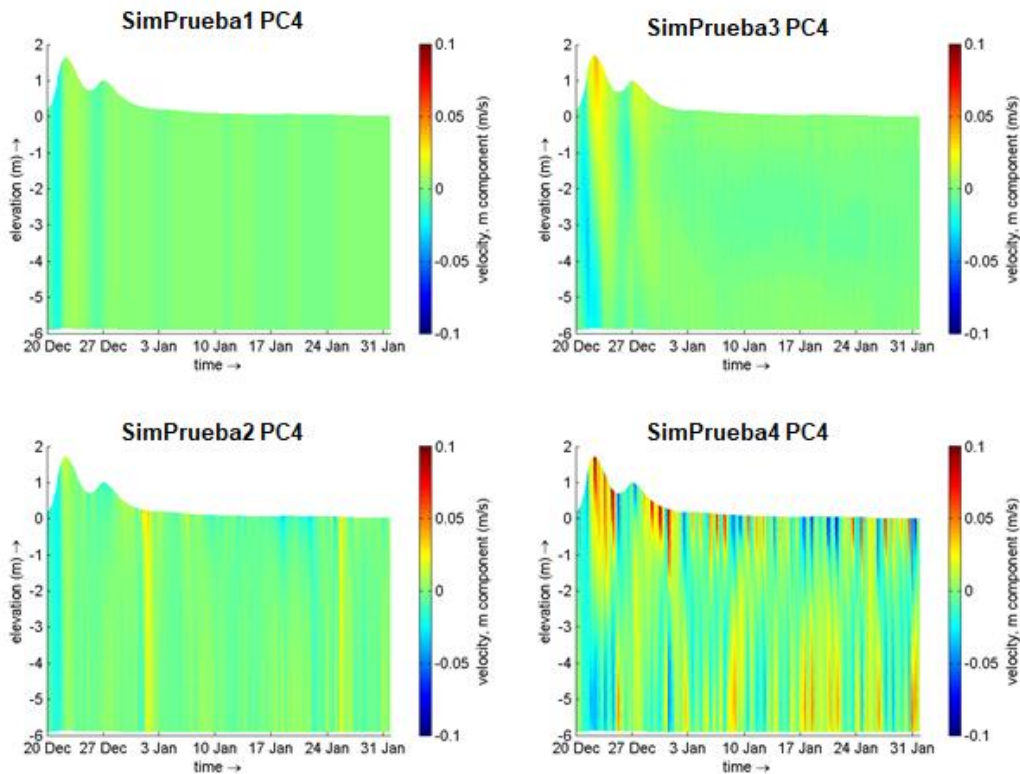 SimPrueba1 PC4
2
1
0
-1
-2
-3
-4
-5
-6
elevation (m) →
20 Dec 27 Dec 3 Jan 10 Jan 17 Jan 24 Jan 31 Jan
time →
0.1
0.05
0
-0.05
-0.1
velocity, m component (m/s)
SimPrueba3 PC4
2
1
0
-1
-2
-3
-4
-5
-6
elevation (m) →
20 Dec 27 Dec 3 Jan 10 Jan 17 Jan 24 Jan 31 Jan
time →
0.1
0.05
0
-0.05
-0.1
velocity, m component (m/s)
SimPrueba2 PC4
2
1
0
-1
-2
-3
-4
-5
-6
elevation (m) →
20 Dec 27 Dec 3 Jan 10 Jan 17 Jan 24 Jan 31 Jan
time →
0.1
0.05
0
-0.05
-0.1
velocity, m component (m/s)
SimPrueba4 PC4
2
1
0
-1
-2
-3
-4
-5
-6
elevation (m) →
20 Dec 27 Dec 3 Jan 10 Jan 17 Jan 24 Jan 31 Jan
time →
0.1
0.05
0
-0.05
-0.1
velocity, m component (m/s)